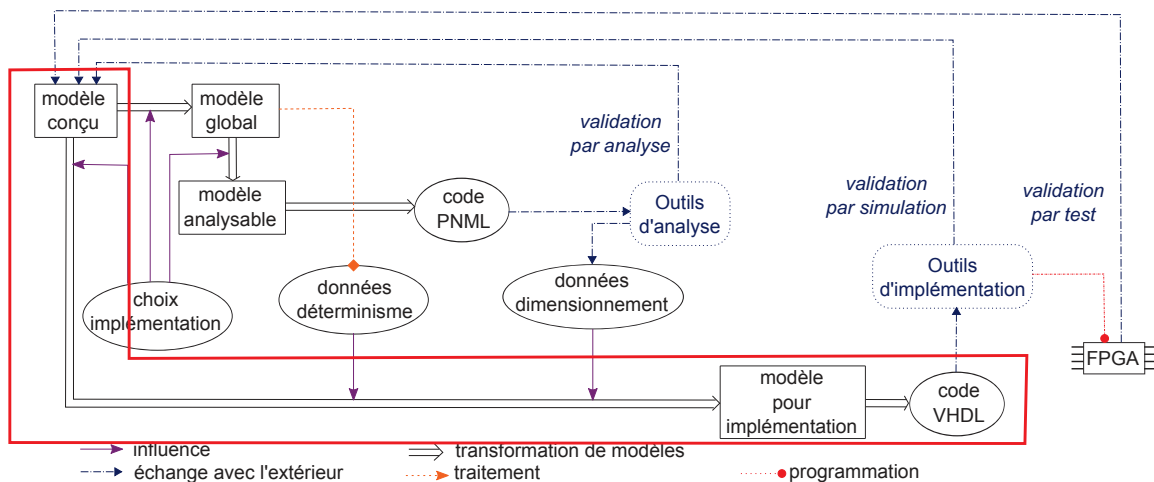 modèle
conçu
modèle
global
validation
par analyse
modèle
analysable
code
PNML
Outils
d'analyse
validation
par simulation
validation
par test
Outils
d'implémentation
choix
implémentation
données
déterminisme
données
dimensionnement
FPGA
modèle
pour
implémentation
code
VHDL
influence
transformation de modèles
échange avec l'extérieur
traitement
programmation